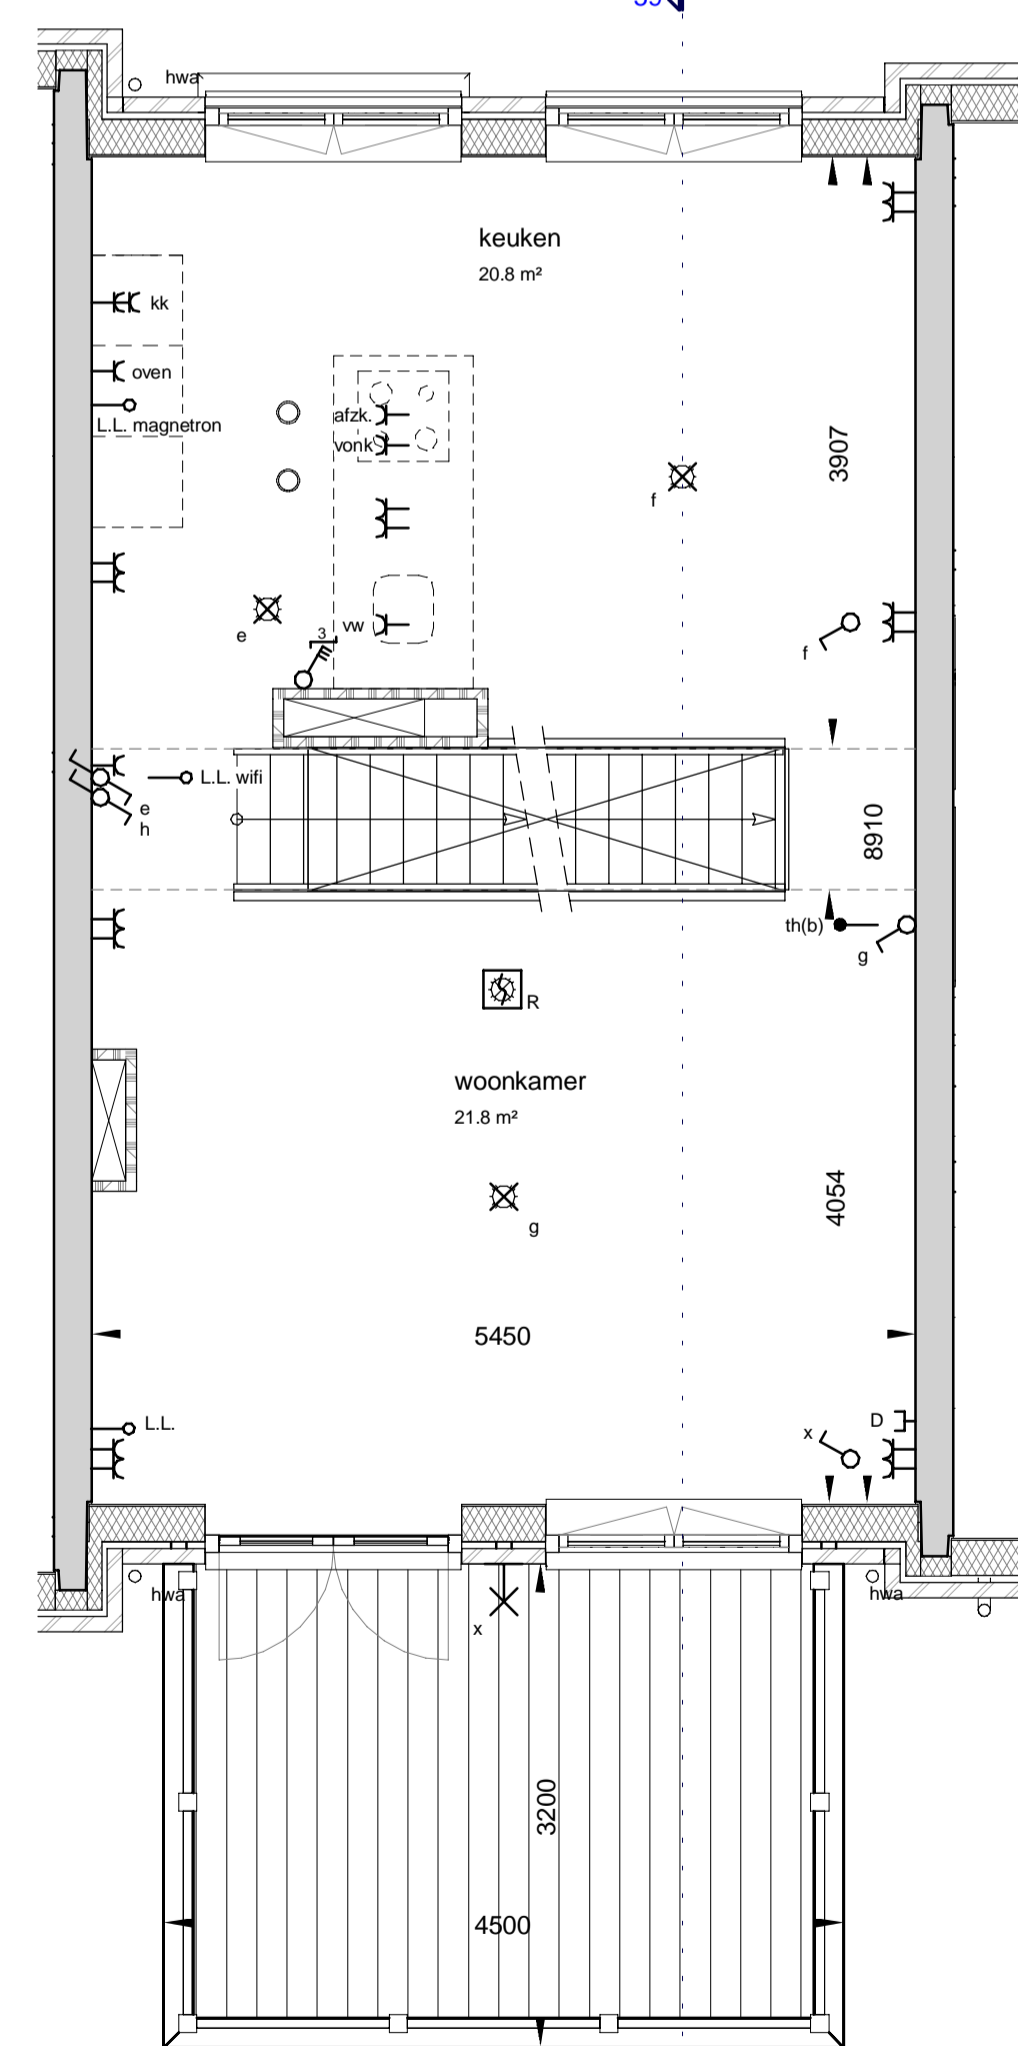 hwa
keuken
20.8 m²
kk
oven
L.L. magnetron
afzk.
vonk
3907
f
e
3
vw
f
L.L. wifi
e
h
8910
th(b)
g
R
woonkamer
21.8 m²
4054
g
5450
L.L.
D
x
hwa
hwa
x
3200
4500